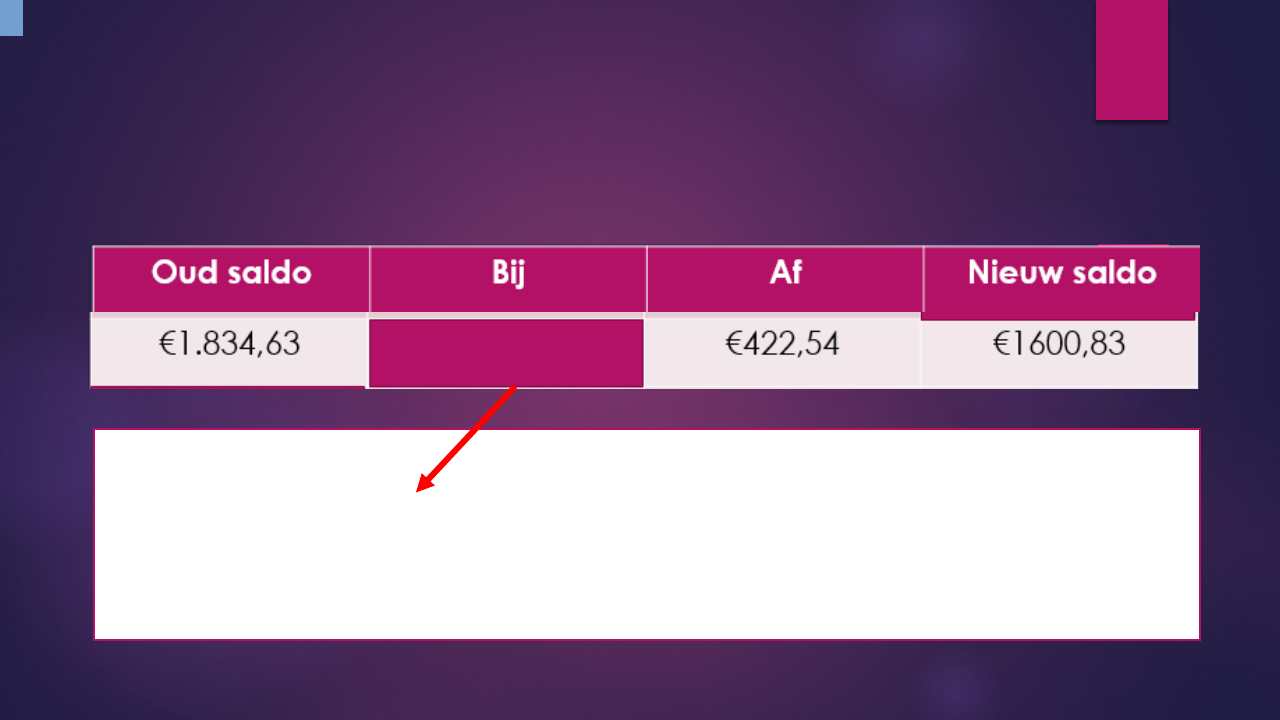 Oud saldo Bij Af Nieuw saldo
€1.834,63 €422,54 €1600,83